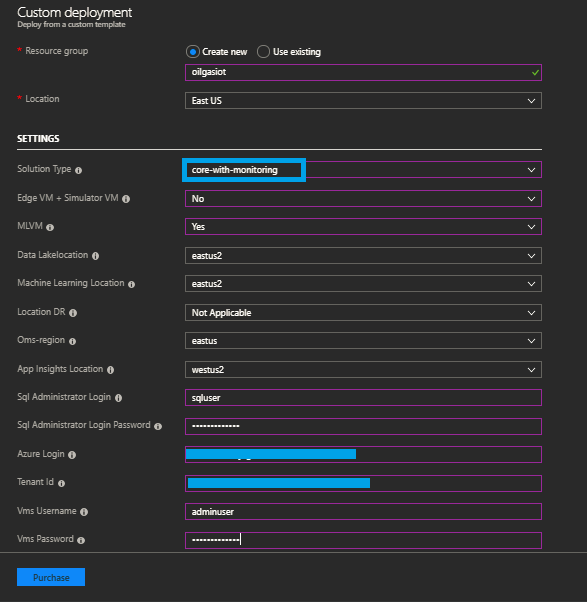 Custom deployment
Deploy from a custom template
* Resource group
Create new Use existing
oilgasiot
* Location East US
SETTINGS
Solution Type core-with-monitoring
Edge VM + Simulator VM No
MLVM Yes
Data Lakelocation eastus2
Machine Learning Location eastus2
Location DR Not Applicable
Oms-region eastus
App Insights Location westus2
Sql Administrator Login sqluser
Sql Administrator Login Password •••••••••••••
Azure Login
Tenant Id
Vms Username adminuser
Vms Password •••••••••••••
Purchase